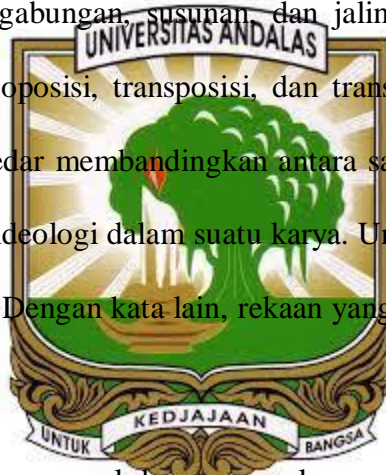 gabungan, susunan, dan jalin
UNIVERSITAS ANDALAS
oposisi, transposisi, dan trans
edar membandingkan antara sa
deologi dalam suatu karya. Un
Dengan kata lain, rekaan yang
KEDJAJAAN
UNTUK BANGSA